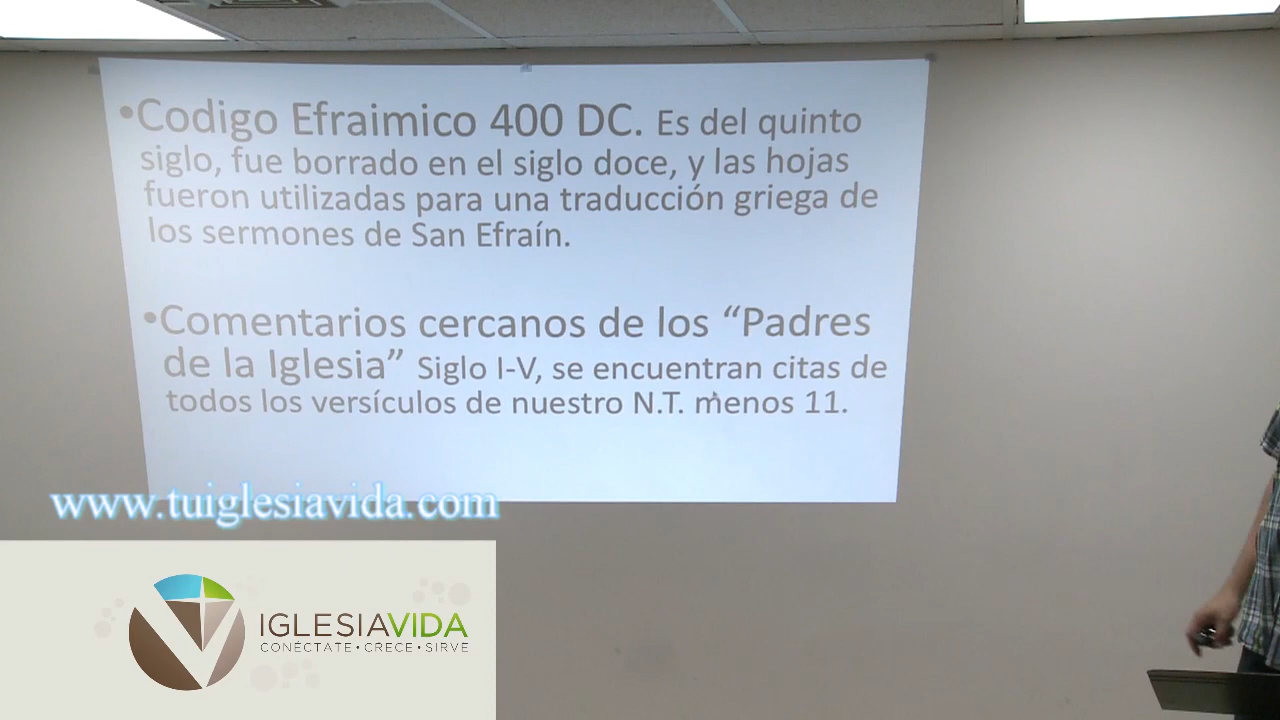 •Codigo Efraimico 400 DC. Es del quinto
siglo, fue borrado en el siglo doce, y las hojas
fueron utilizadas para una traducción griega de
los sermones de San Efraín.
•Comentarios cercanos de los “Padres
de la Iglesia” Siglo I-V, se encuentran citas de
todos los versículos de nuestro N.T. menos 11.
www.tuiglesiavida.com
IGLESIAVIDA
CONÉCTATE • CRECE • SIRVE